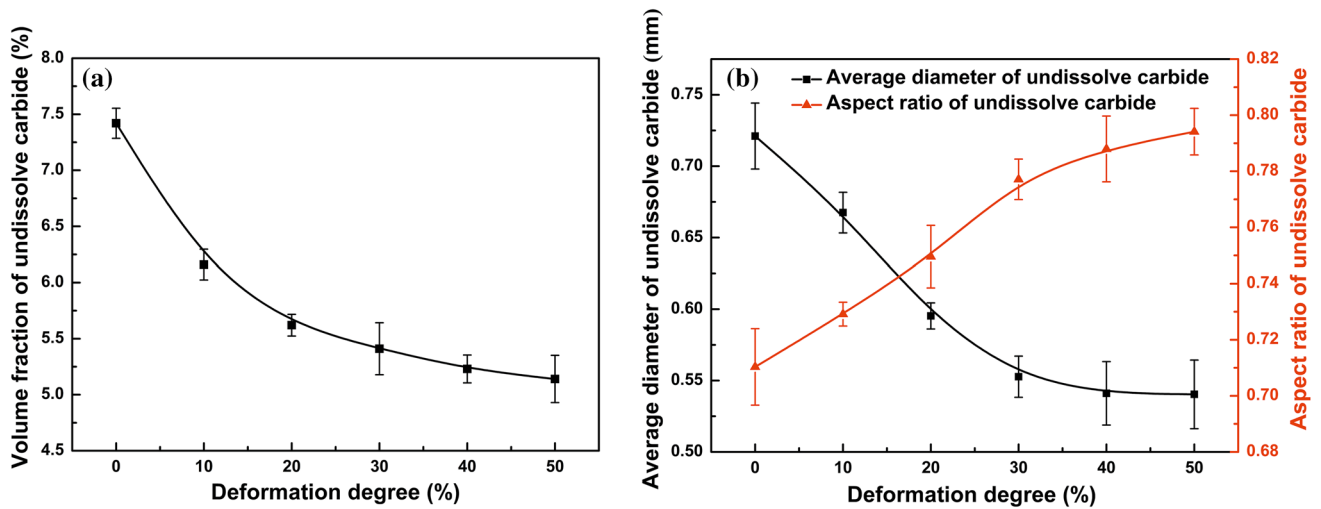 Volume fraction of undissolve carbide (%)
8.0
7.5
7.0
6.5
6.0
5.5
5.0
4.5
(a)
0 10 20 30 40 50
Deformation degree (%)
Average diameter of undissolve carbide (mm)
0.75
0.70
0.65
0.60
0.55
0.50
(b)
Average diameter of undissolve carbide
Aspect ratio of undissolve carbide
0 10 20 30 40 50
Deformation degree (%)
0.82
0.80
0.78
0.76
0.74
0.72
0.70
0.68
Aspect ratio of undissolve carbide